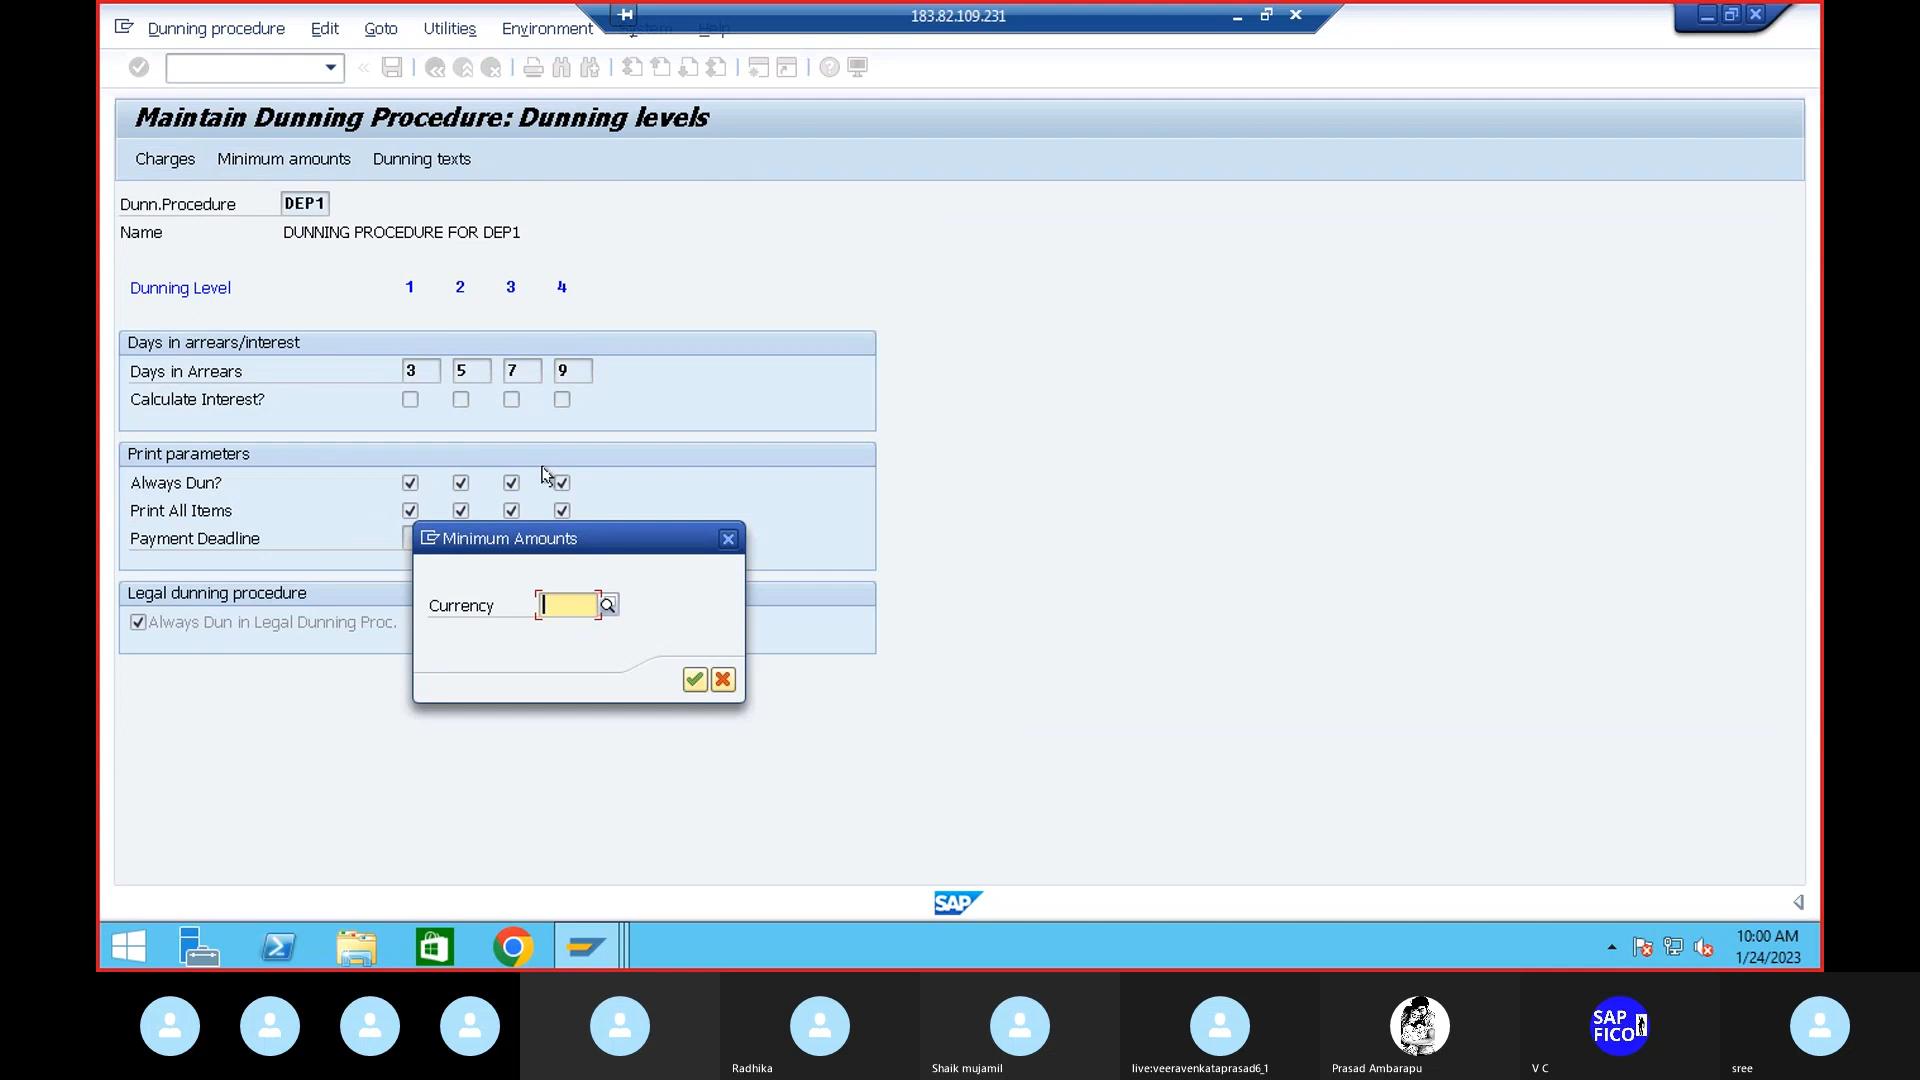 183.82.109.231
Dunning procedure Edit Goto Utilities Environment System Help
Maintain Dunning Procedure: Dunning levels
Charges Minimum amounts Dunning texts
Dunn.Procedure DEP1
Name DUNNING PROCEDURE FOR DEP1
Dunning Level 1 2 3 4
Days in arrears/interest
Days in Arrears 3 5 7 9
Calculate Interest?
Print parameters
Always Dun?
Print All Items
Payment Deadline
Minimum Amounts
Currency
Legal dunning procedure
Always Dun in Legal Dunning Proc.
SAP
10:00 AM
1/24/2023
SAP
FICO
Radhika
Shaik mujamil
live:veeravenkataprasad6_1
Prasad Ambarapu
V C
sree